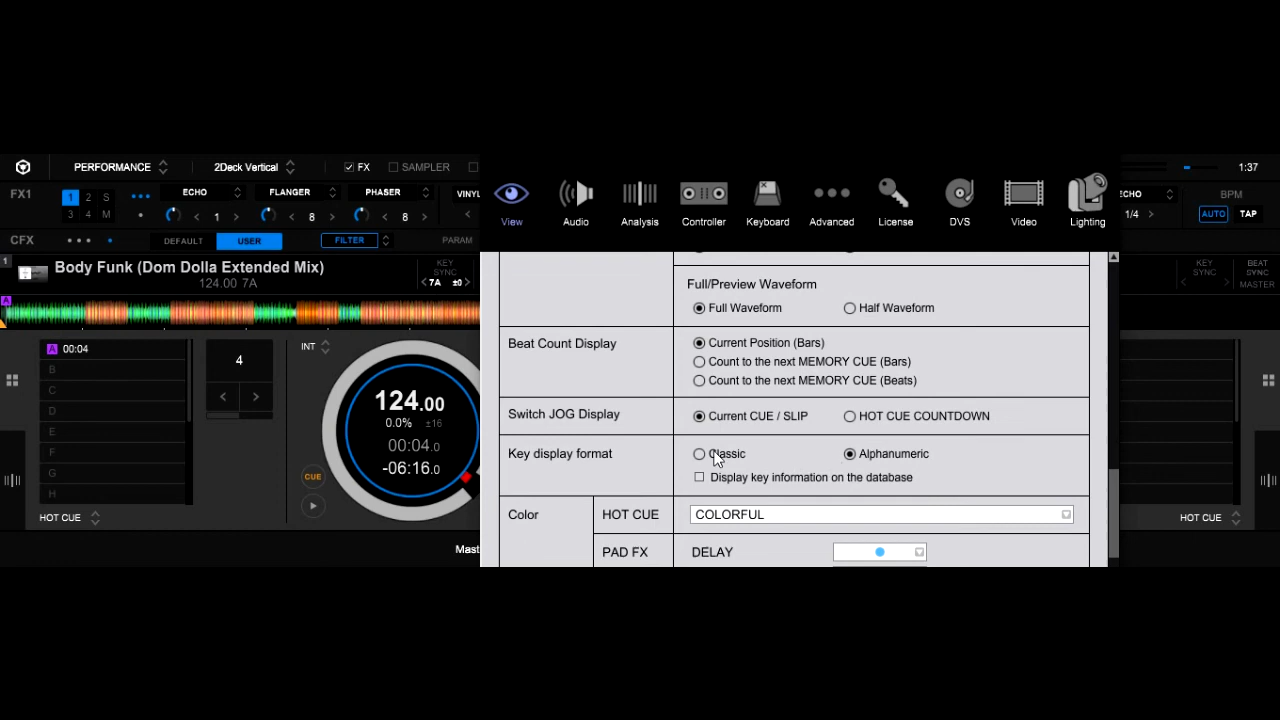 PERFORMANCE 2Deck Vertical FX SAMPLER 1:37
FX1 1 2 S 3 4 M ECHO 1 FLANGER 8 PHASER 8 VINYL ECHO 1/4 BPM AUTO TAP
View Audio Analysis Controller Keyboard Advanced License DVS Video Lighting
CFX DEFAULT USER FILTER PARAM
1 Body Funk (Dom Dolla Extended Mix) KEY SYNC
124.00 7A 7A ±0
KEY SYNC BEAT SYNC MASTER
A
Full/Preview Waveform
Full Waveform Half Waveform
Beat Count Display Current Position (Bars)
Count to the next MEMORY CUE (Bars)
Count to the next MEMORY CUE (Beats)
Switch JOG Display Current CUE / SLIP HOT CUE COUNTDOWN
Key display format Classic Alphanumeric
Display key information on the database
Color HOT CUE COLORFUL
PAD FX DELAY
A 00:04
B
C
D
E
F
G
H
HOT CUE
4
INT
124.00
0.0% ±16
00:04.0
-06:16.0
CUE
Mast
HOT CUE